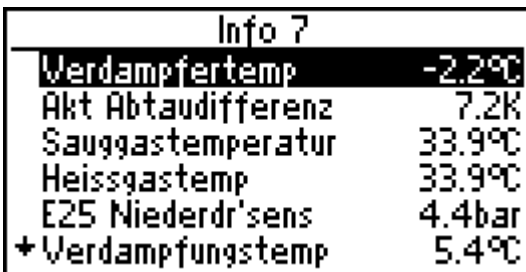 Info 7
Verdampfertemp -2.2°C
Akt Abtaudifferenz 7.2K
Sauggastemperatur 33.9°C
Heissgastemp 33.9°C
E25 Niederdr'sens 4.4bar
Verdampfungstemp 5.4°C